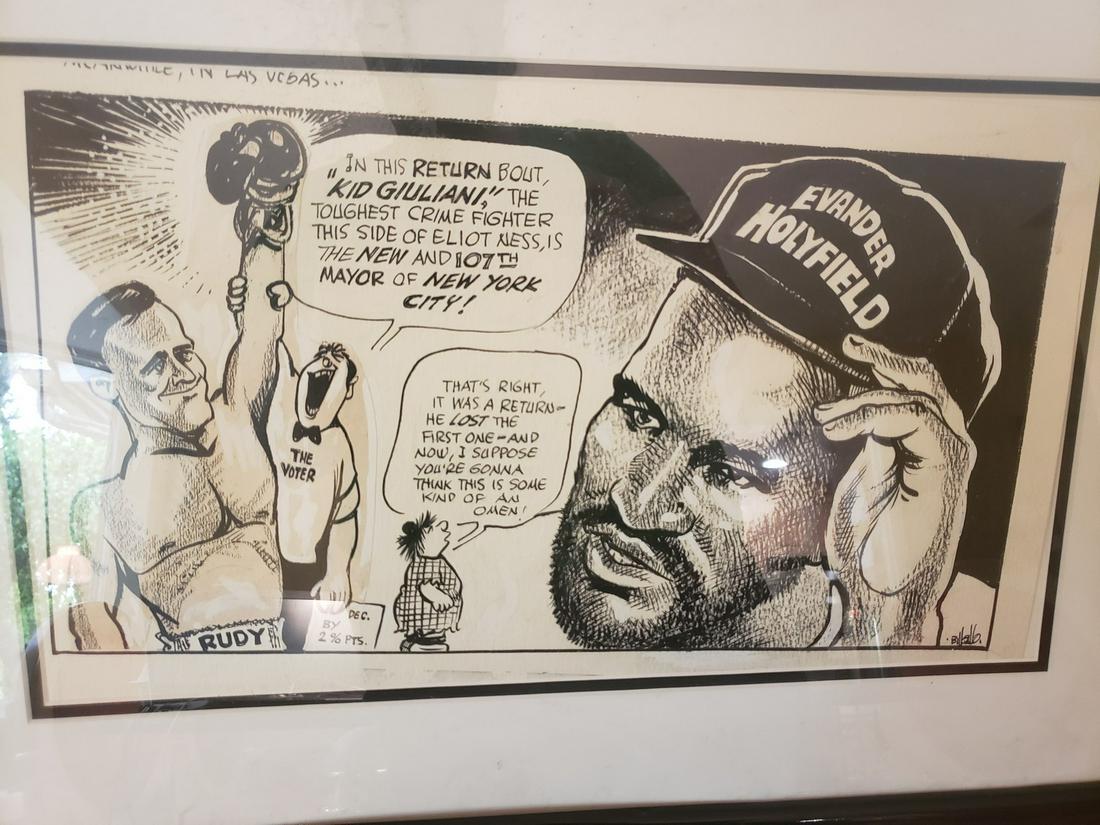 MEANWHILE, IN LAS VEGAS...
IN THIS RETURN BOUT,
"KID GIULIANI," THE
TOUGHEST CRIME FIGHTER
THIS SIDE OF ELIOT NESS, IS
THE NEW AND 107TH
MAYOR OF NEW YORK
CITY!
EVANDER
HOLYFIELD
THAT'S RIGHT,
IT WAS A RETURN-
HE LOST THE
FIRST ONE-AND
NOW, I SUPPOSE
YOU'RE GONNA
THINK THIS IS SOME
KIND OF AN
OMEN!
THE
VOTER
RUDY
DEC.
BY
2% PTS.